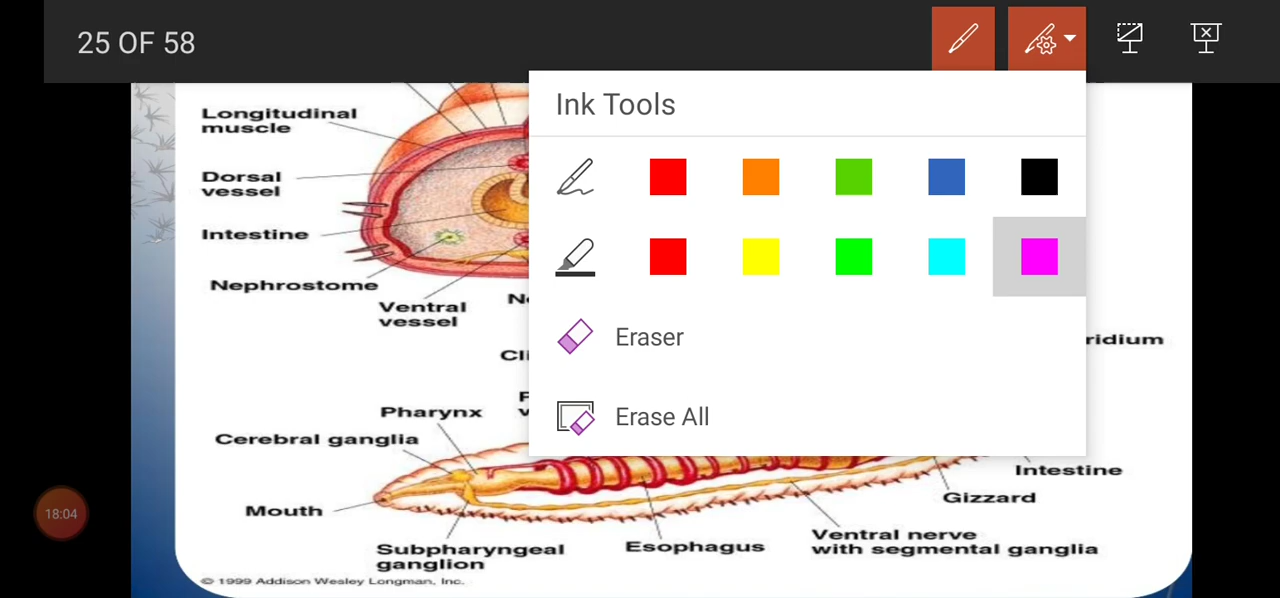 25 OF 58
Ink Tools
Eraser
Erase All
Longitudinal
muscle
Dorsal
vessel
Intestine
Nephrostome
Ventral
vessel
Pharynx
Cerebral ganglia
Mouth
Subpharyngeal
ganglion
Esophagus
Ventral nerve
with segmental ganglia
Gizzard
Intestine
18:04
© 1999 Addison Wesley Longman, Inc.